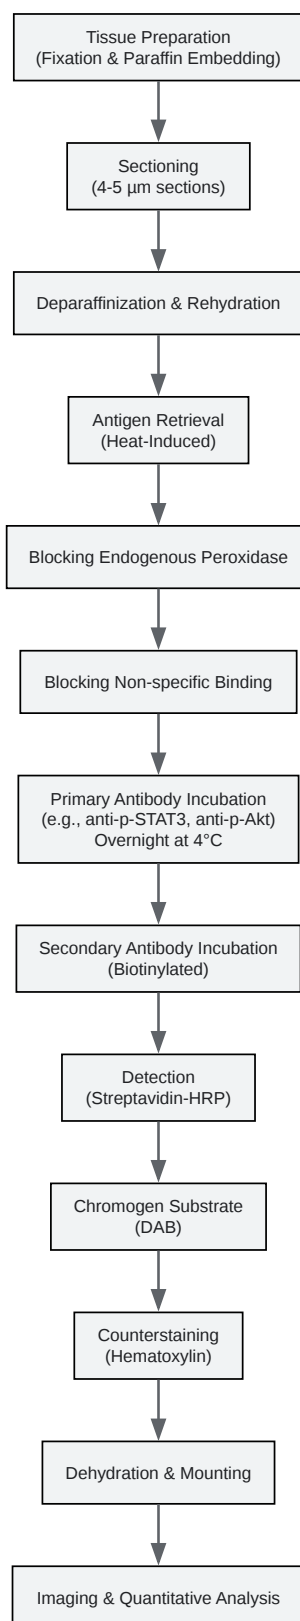 Tissue Preparation
(Fixation & Paraffin Embedding)
Sectioning
(4-5 µm sections)
Deparaffinization & Rehydration
Antigen Retrieval
(Heat-Induced)
Blocking Endogenous Peroxidase
Blocking Non-specific Binding
Primary Antibody Incubation
(e.g., anti-p-STAT3, anti-p-Akt)
Overnight at 4°C
Secondary Antibody Incubation
(Biotinylated)
Detection
(Streptavidin-HRP)
Chromogen Substrate
(DAB)
Counterstaining
(Hematoxylin)
Dehydration & Mounting
Imaging & Quantitative Analysis